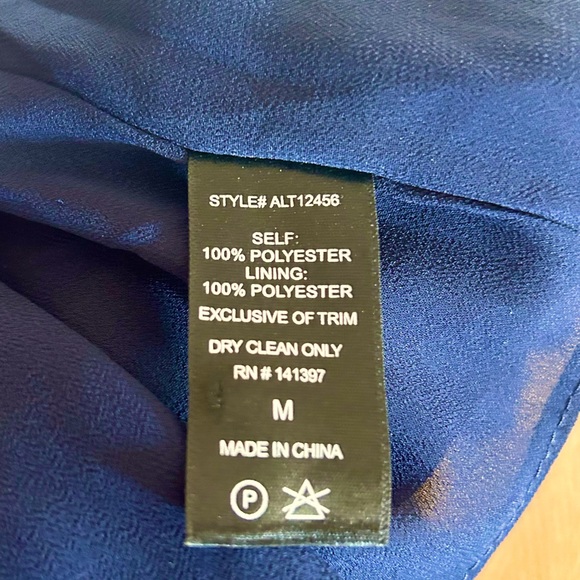 STYLE# ALT12456
SELF:
100% POLYESTER
LINING:
100% POLYESTER
EXCLUSIVE OF TRIM
DRY CLEAN ONLY
RN # 141397
M
MADE IN CHINA
P